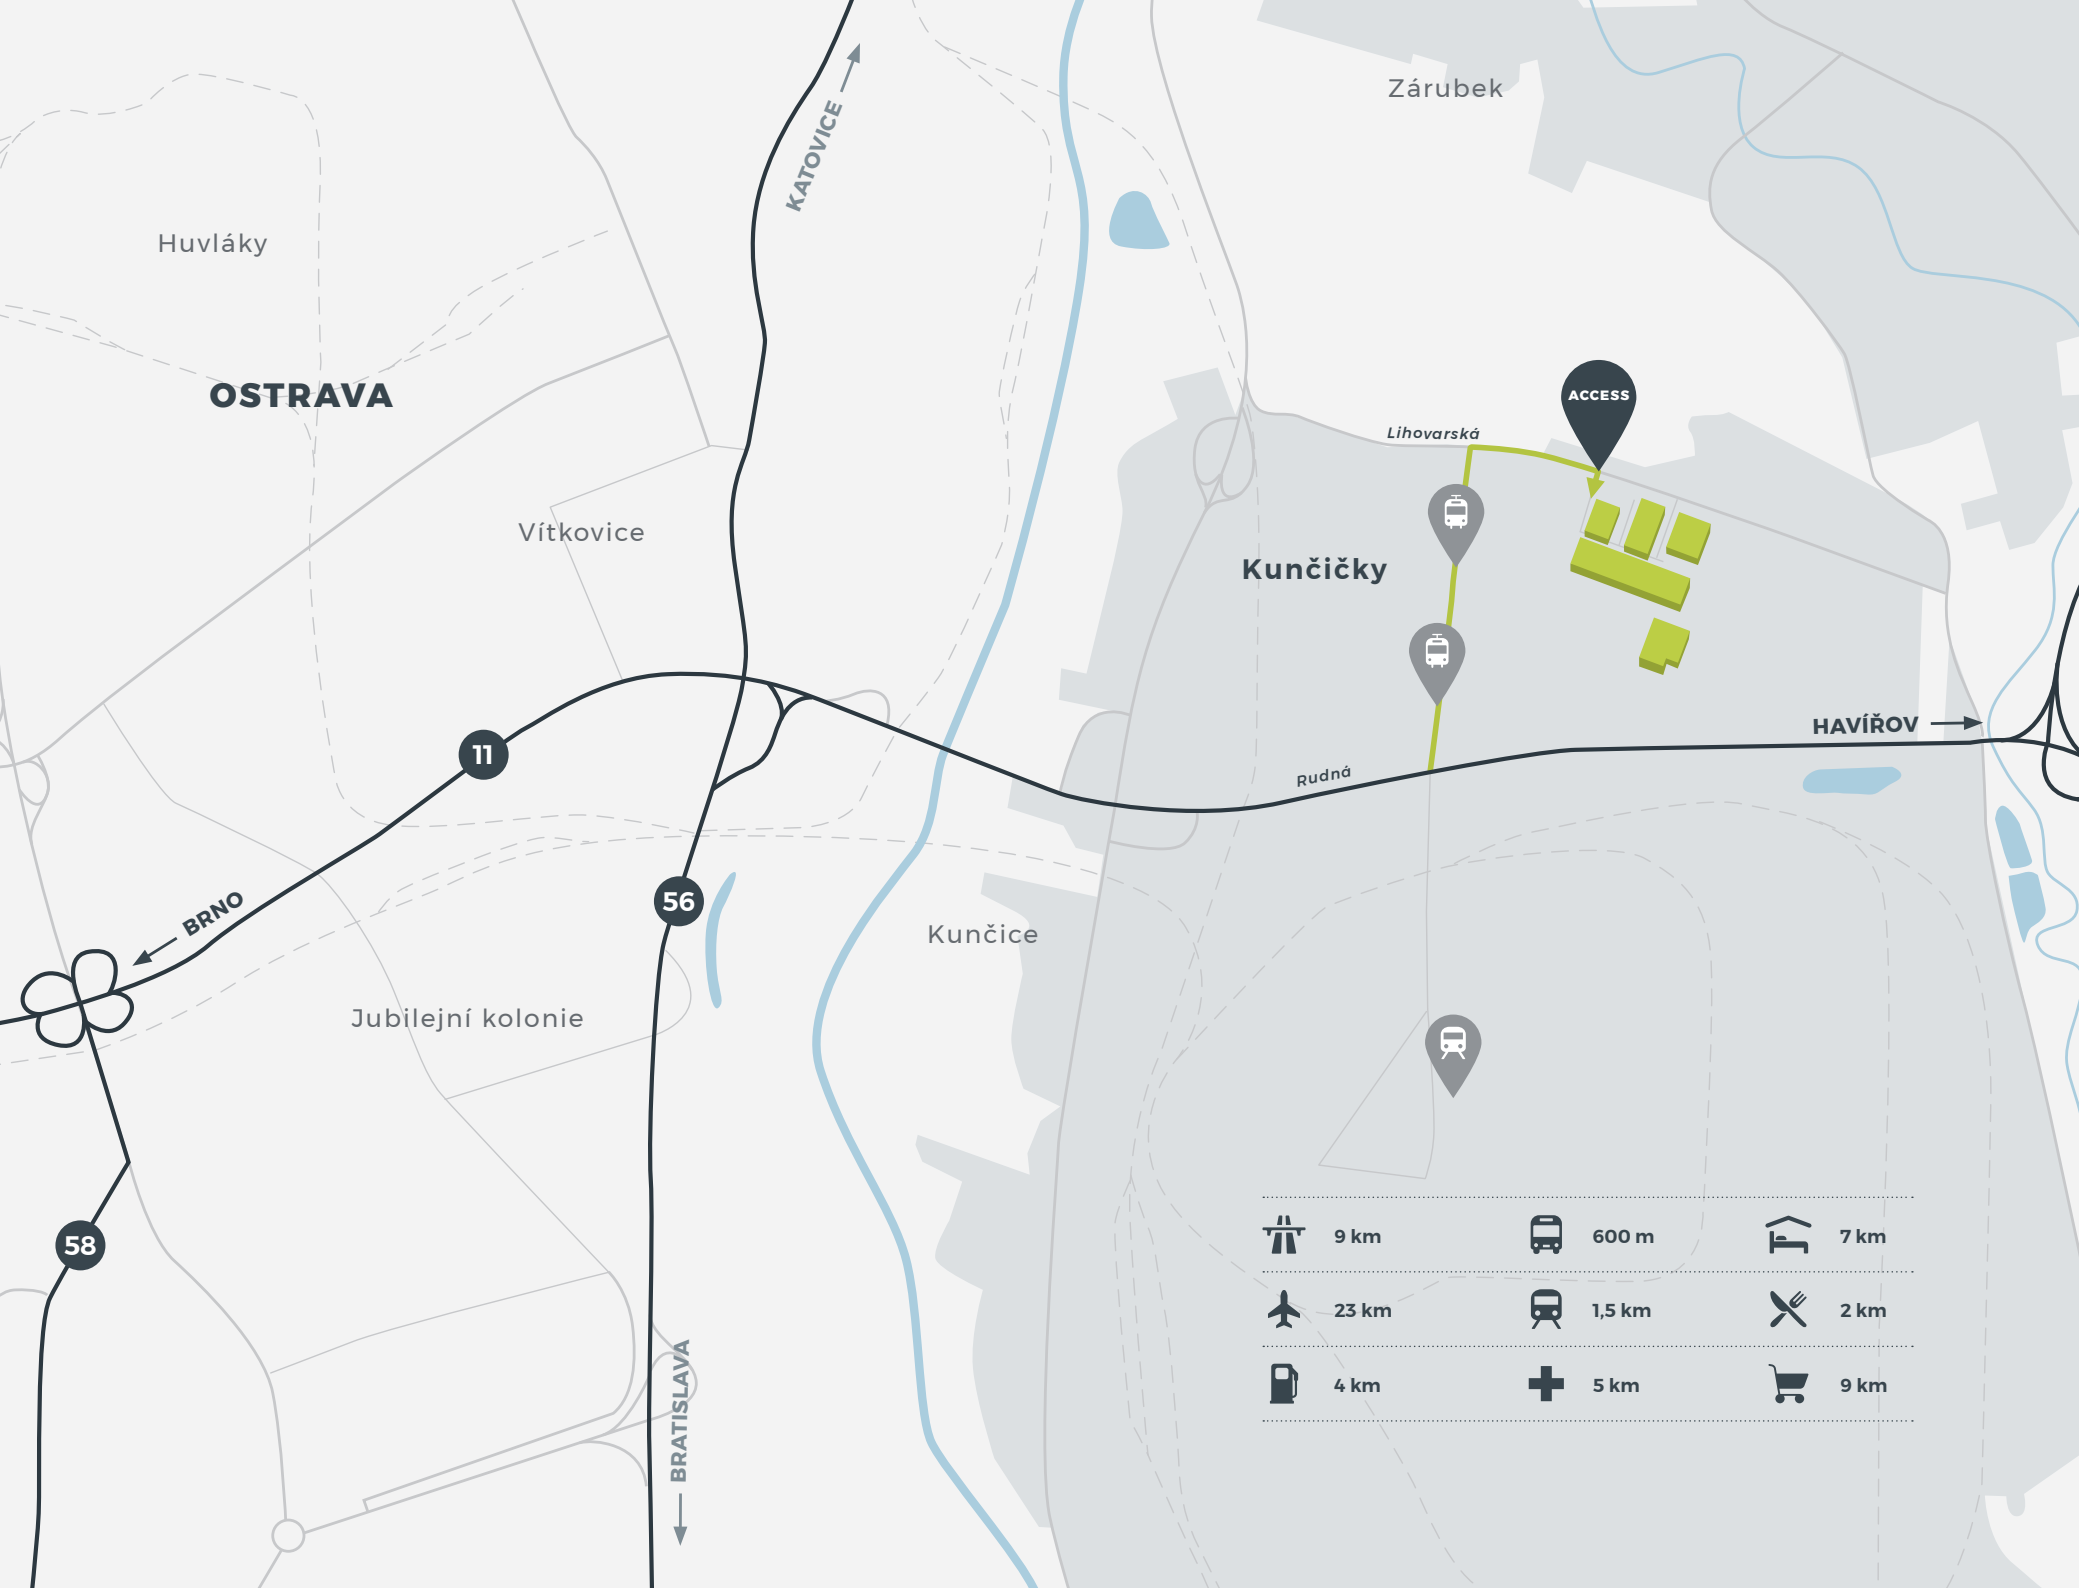 Zárubek
KATOVICE
Huvláky
OSTRAVA
ACCESS
Lihovarská
Vítkovice
Kunčičky
HAVÍŘOV
11
Rudná
BRNO
56
Kunčice
Jubilejní kolonie
58
BRATISLAVA
9 km 600 m 7 km
23 km 1,5 km 2 km
4 km 5 km 9 km